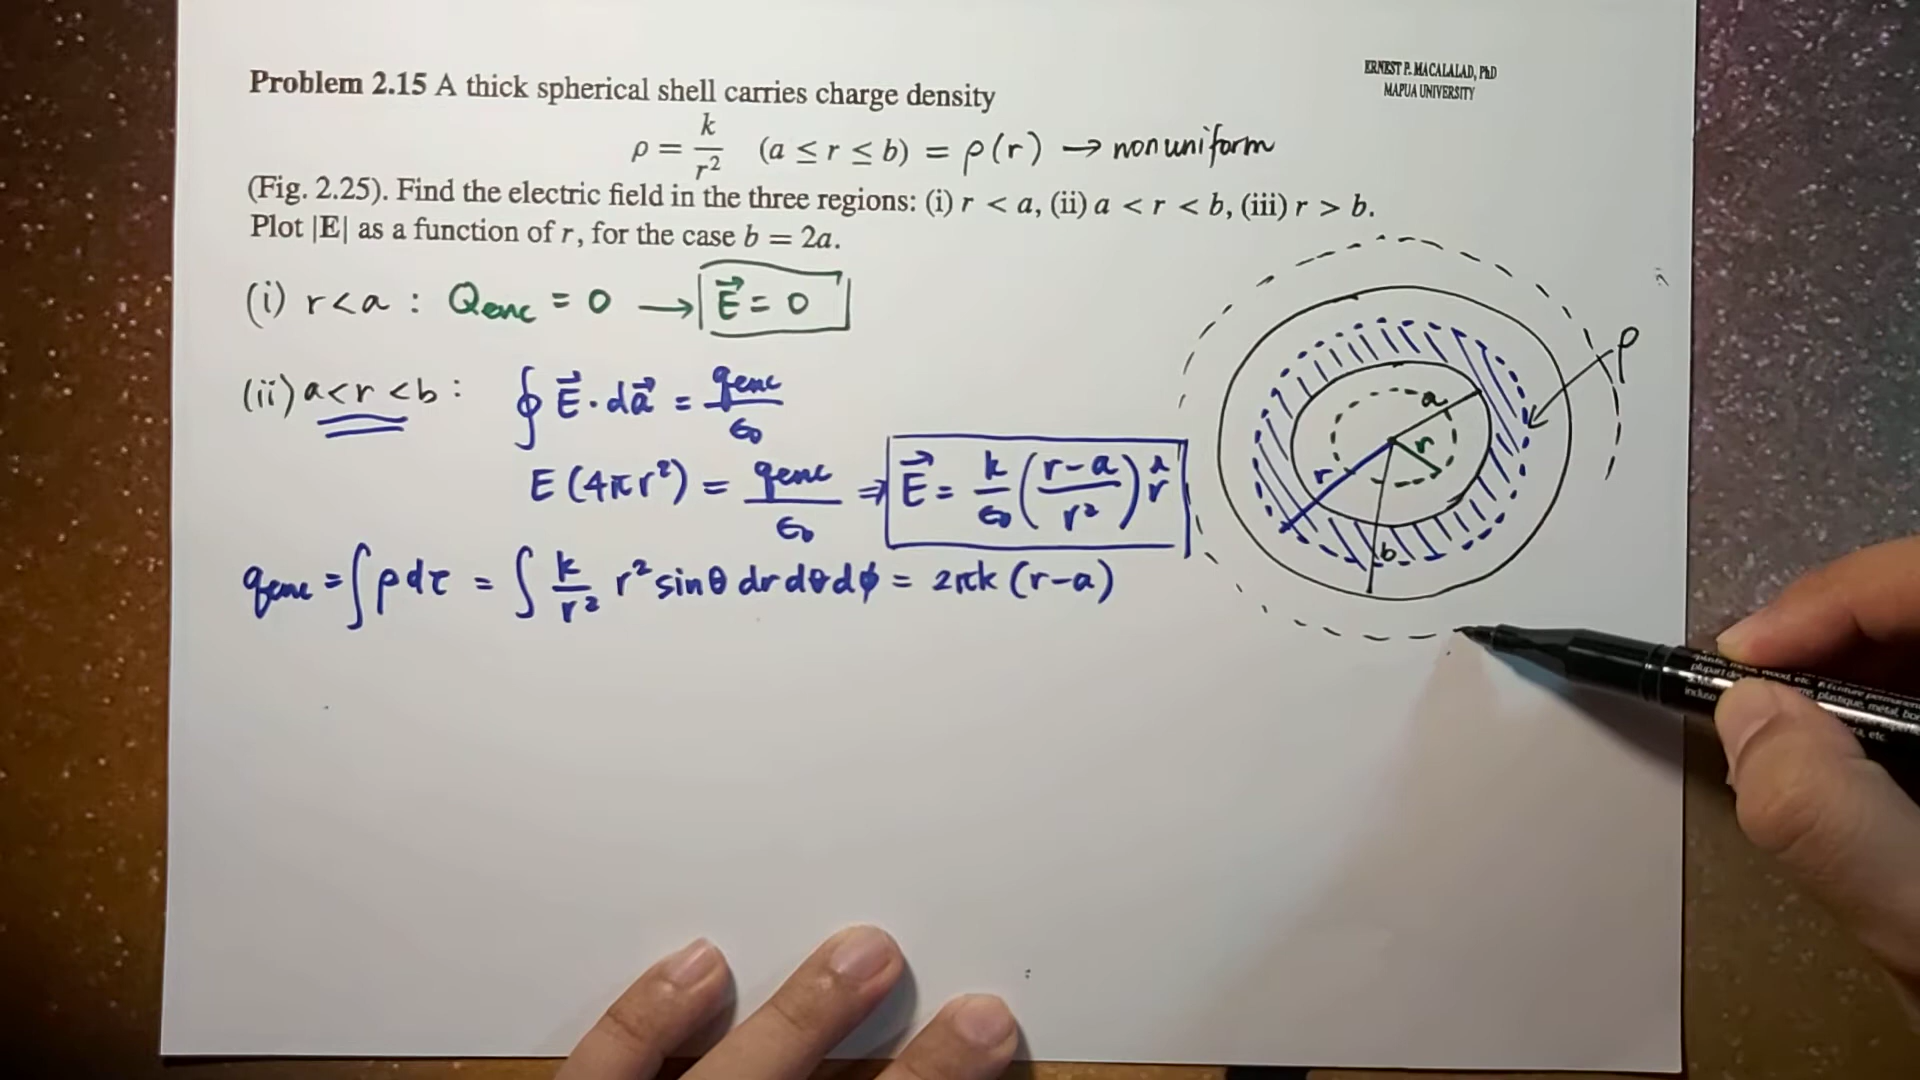 ERNEST P. MACALALAD, PhD
MAPUA UNIVERSITY
Problem 2.15 A thick spherical shell carries charge density
ρ = k/r² (a ≤ r ≤ b) = ρ(r) → nonuniform
(Fig. 2.25). Find the electric field in the three regions: (i) r < a, (ii) a < r < b, (iii) r > b.
Plot |E| as a function of r, for the case b = 2a.
(i) r<a : Qenc = 0 → E⃗ = 0
(ii) a<r<b : ∮ E⃗ · da⃗ = qenc/ε₀
E (4πr²) = qenc/ε₀ ⇒ E⃗ = k/ε₀ (r-a/r²) r̂
qenc = ∫ρdτ = ∫ k/r² r² sinθ dr dθ dϕ = 2πk (r-a)
ρ
a
r
r
b